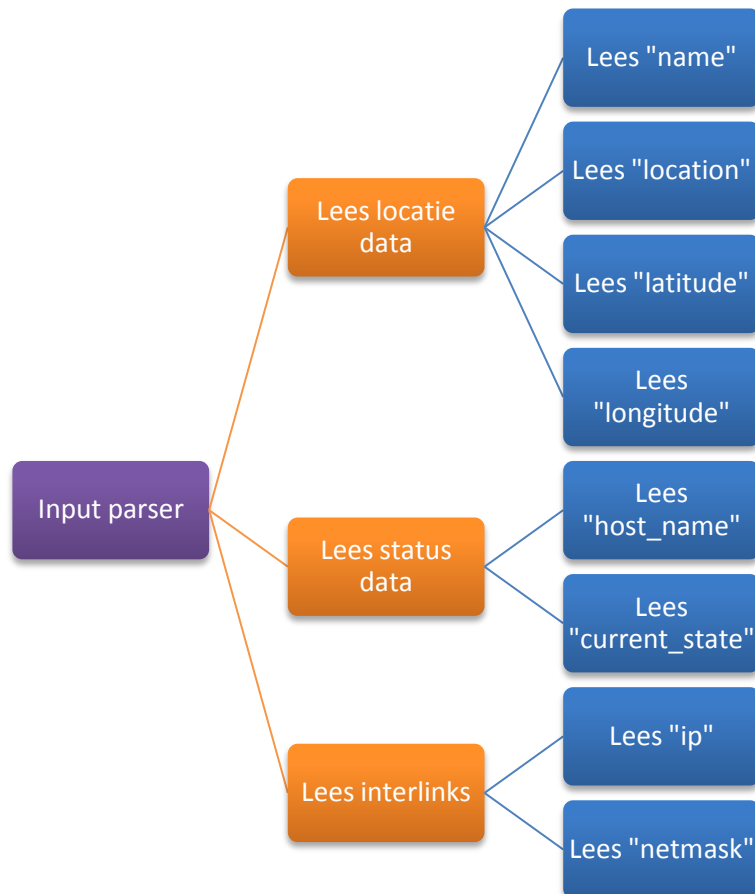 Input parser
Lees locatie
data
Lees "name"
Lees "location"
Lees "latitude"
Lees
"longitude"
Lees status
data
Lees
"host_name"
Lees
"current_state"
Lees interlinks
Lees "ip"
Lees "netmask"